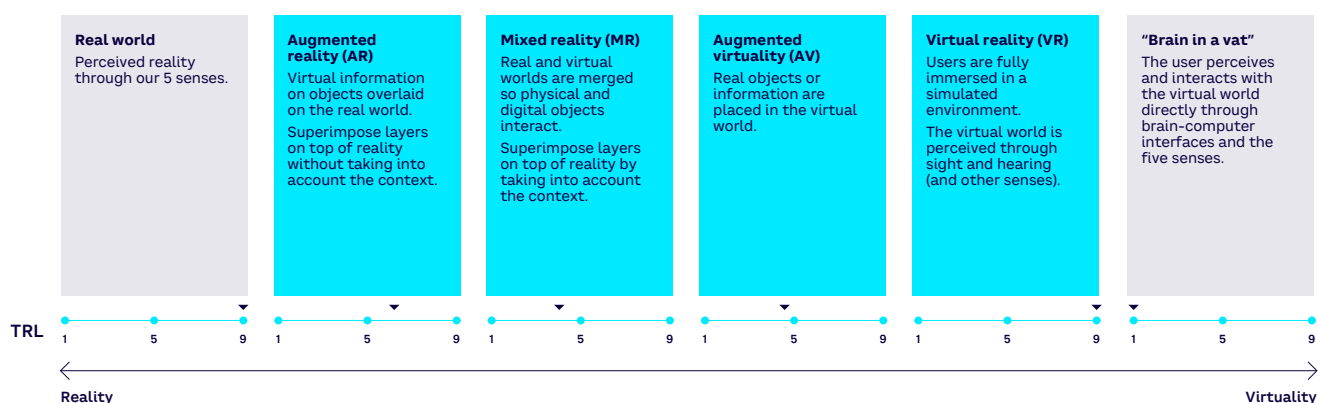 Real world
Perceived reality
through our 5 senses.
Augmented
reality (AR)
Virtual information
on objects overlaid
on the real world.
Superimpose layers
on top of reality
without taking into
account the context.
Mixed reality (MR)
Real and virtual
worlds are merged
so physical and
digital objects
interact.
Superimpose layers
on top of reality by
taking into account
the context.
Augmented
virtuality (AV)
Real objects or
information are
placed in the virtual
world.
Virtual reality (VR)
Users are fully
immersed in a
simulated
environment.
The virtual world is
perceived through
sight and hearing
(and other senses).
“Brain in a vat”
The user perceives
and interacts with
the virtual world
directly through
brain-computer
interfaces and the
five senses.
TRL
1 5 9 1 5 9 1 5 9 1 5 9 1 5 9 1 5 9
Reality Virtuality